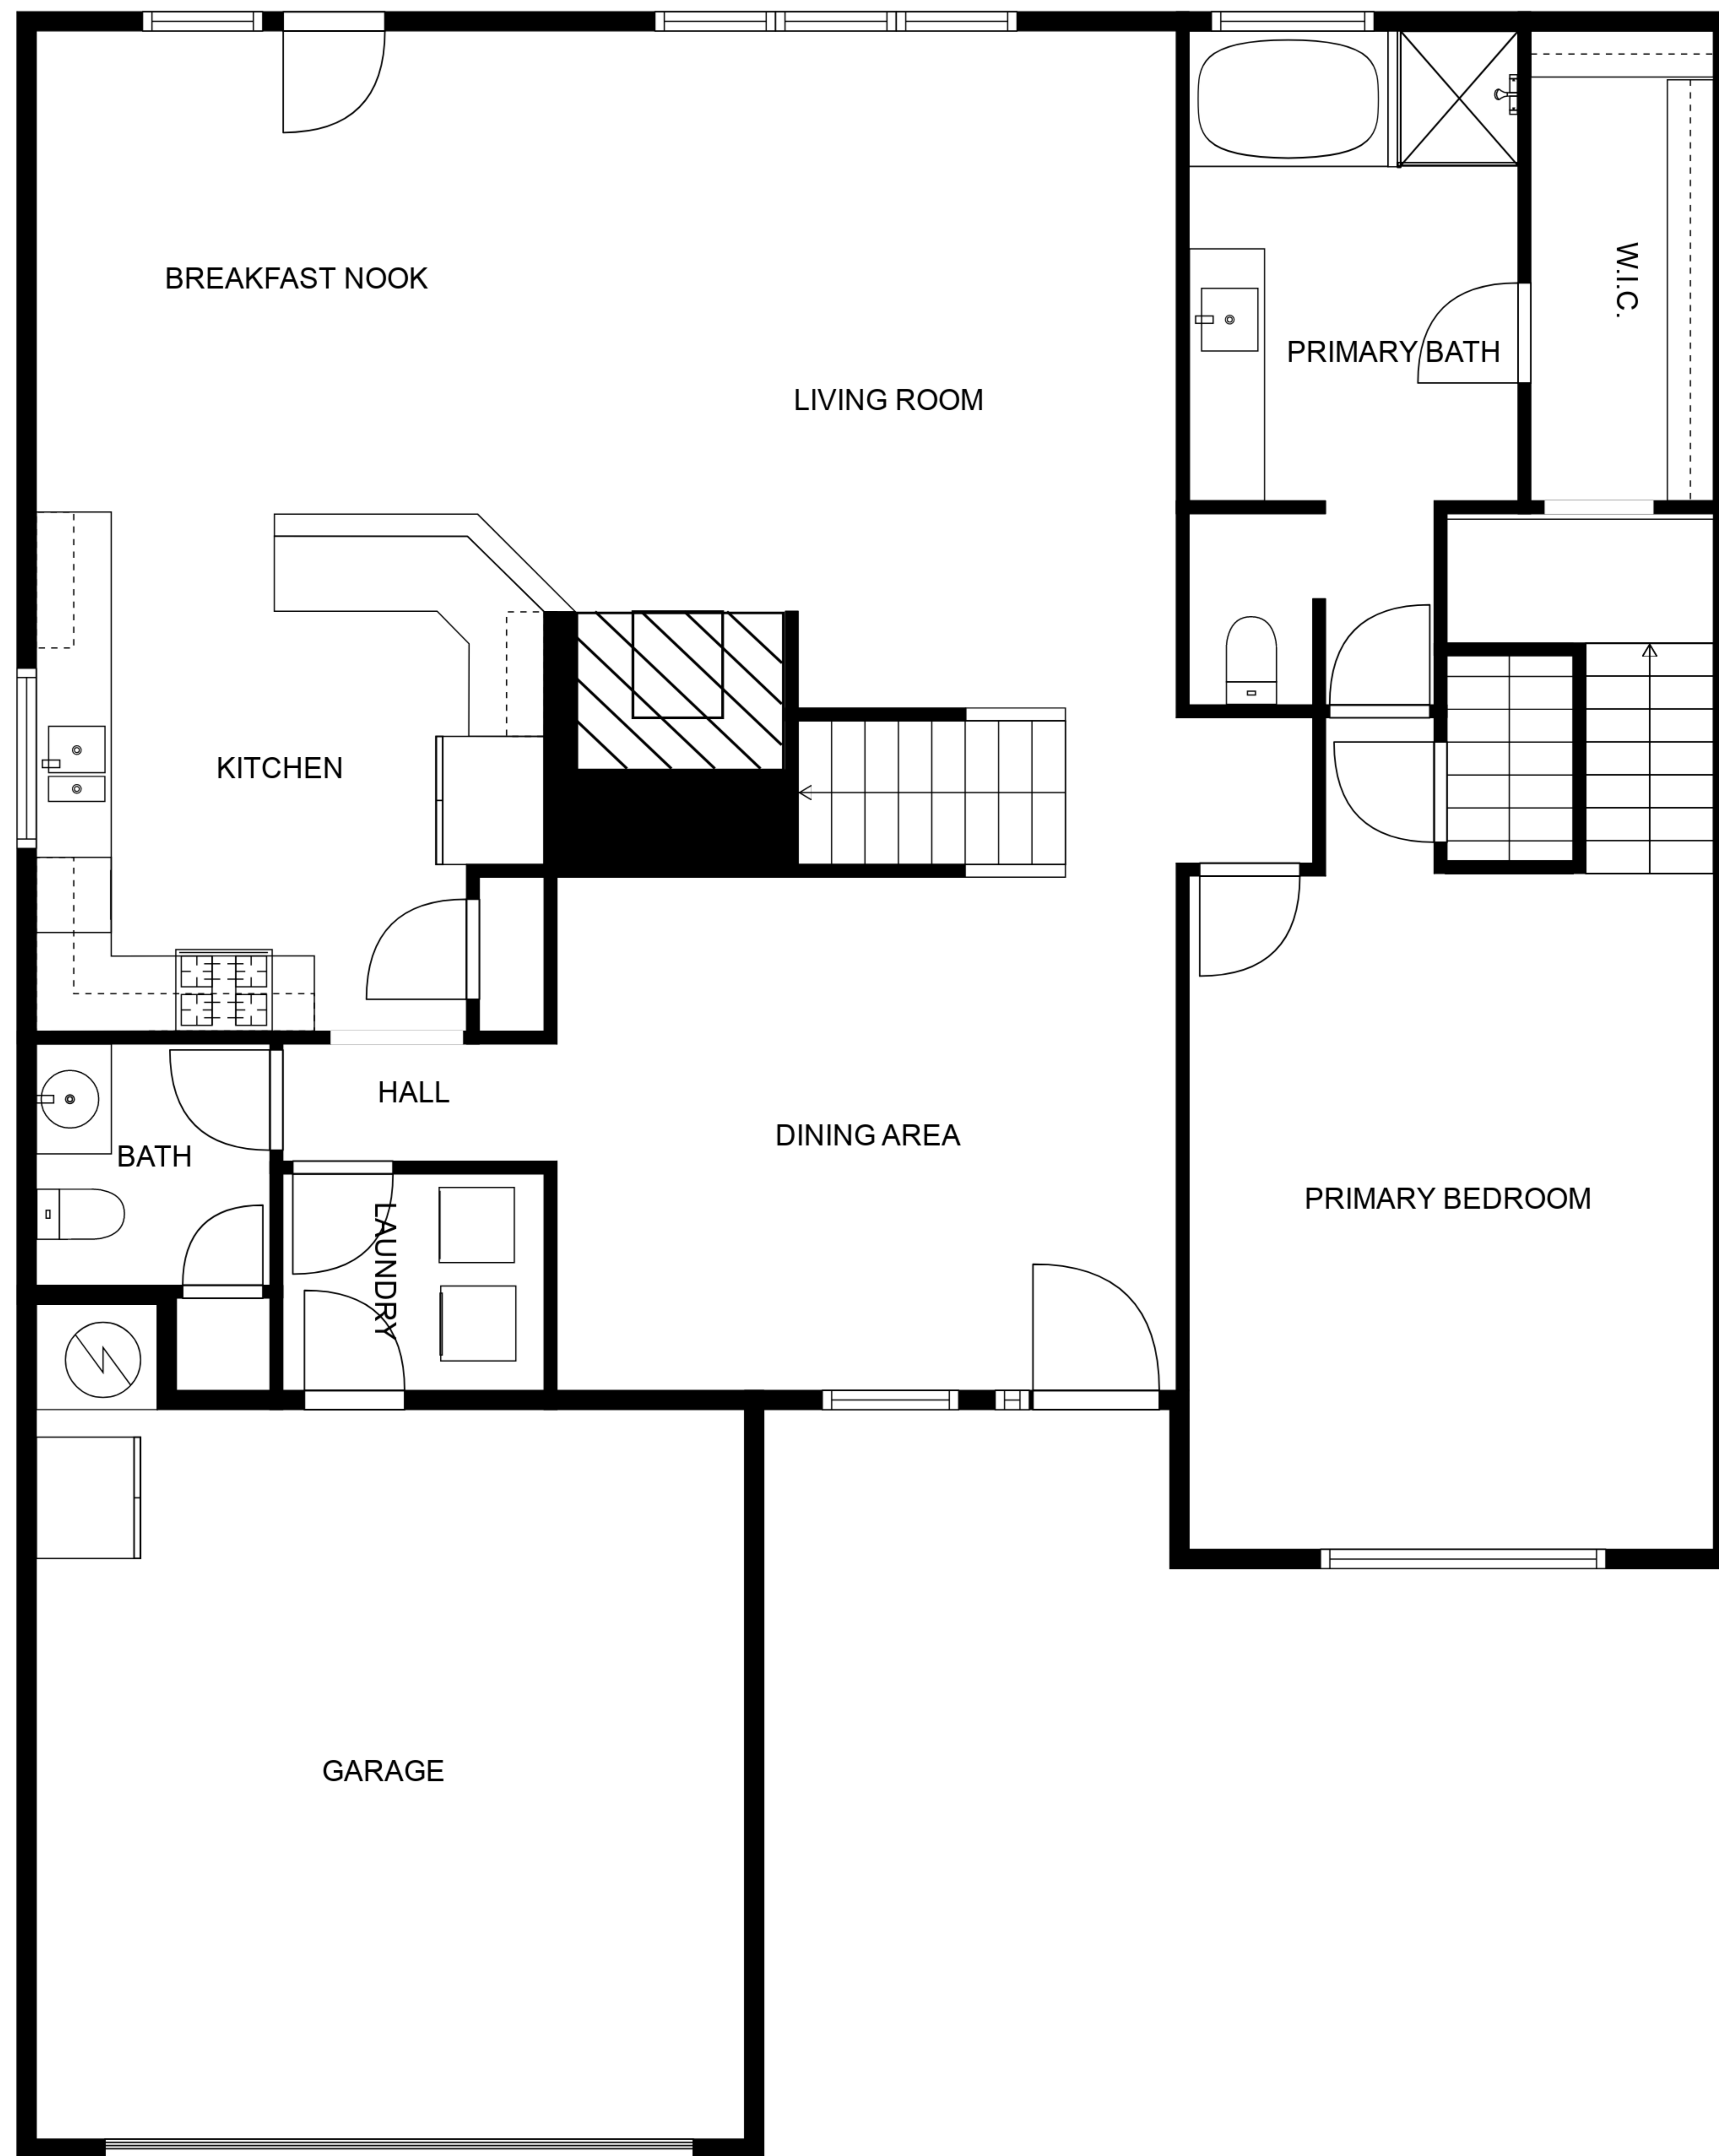 BREAKFAST NOOK
W.I.C.
PRIMARY BATH
LIVING ROOM
KITCHEN
HALL
DINING AREA
BATH
PRIMARY BEDROOM
LAUNDRY
GARAGE